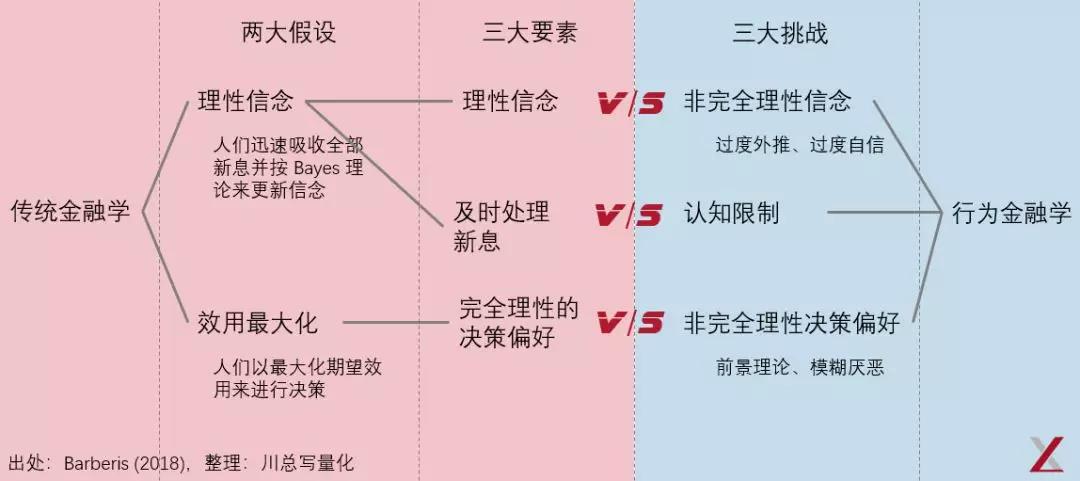 两大假设
三大要素
三大挑战
理性信念
理性信念
V/S
非完全理性信念
人们迅速吸收全部
新息并按 Bayes 理
论来更新信念
过度外推、过度自信
传统金融学
及时处理
新息
V/S
认知限制
行为金融学
效用最大化
完全理性的
决策偏好
V/S
非完全理性决策偏好
人们以最大化期望效
用来进行决策
前景理论、模糊厌恶
出处：Barberis (2018)，整理：川总写量化